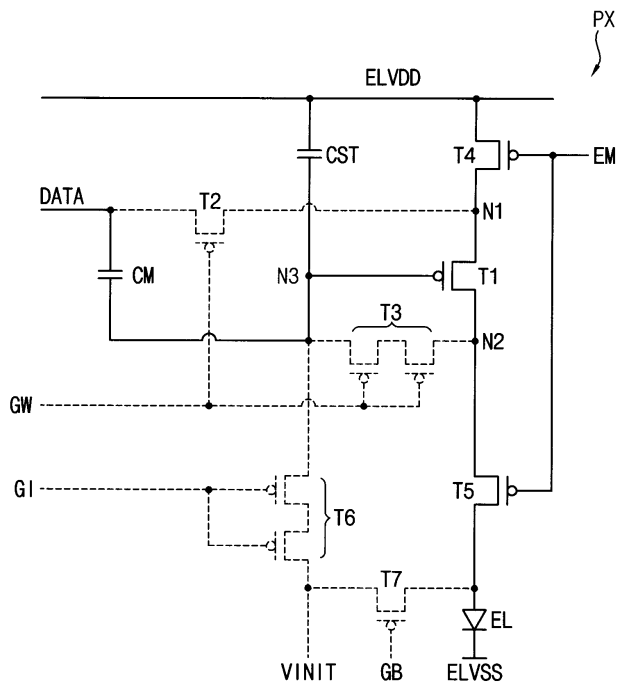 PX
ELVDD
CST
T4
EM
DATA
T2
N1
CM
N3
T1
T3
N2
GW
GI
T6
T5
T7
EL
VINIT
GB
ELVSS